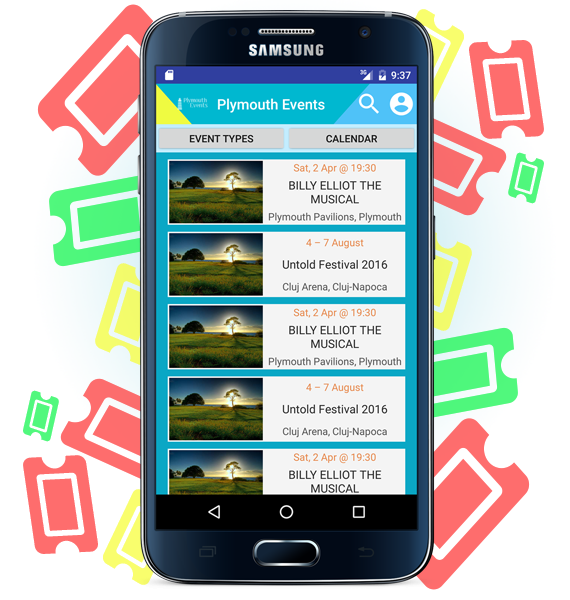 SAMSUNG
3G 9:37
Plymouth Events
Plymouth Events
EVENT TYPES CALENDAR
Sat, 2 Apr @ 19:30
BILLY ELLIOT THE
MUSICAL
Plymouth Pavilions, Plymouth
4 – 7 August
Untold Festival 2016
Cluj Arena, Cluj-Napoca
Sat, 2 Apr @ 19:30
BILLY ELLIOT THE
MUSICAL
Plymouth Pavilions, Plymouth
4 – 7 August
Untold Festival 2016
Cluj Arena, Cluj-Napoca
Sat, 2 Apr @ 19:30
BILLY ELLIOT THE
MUSICAL